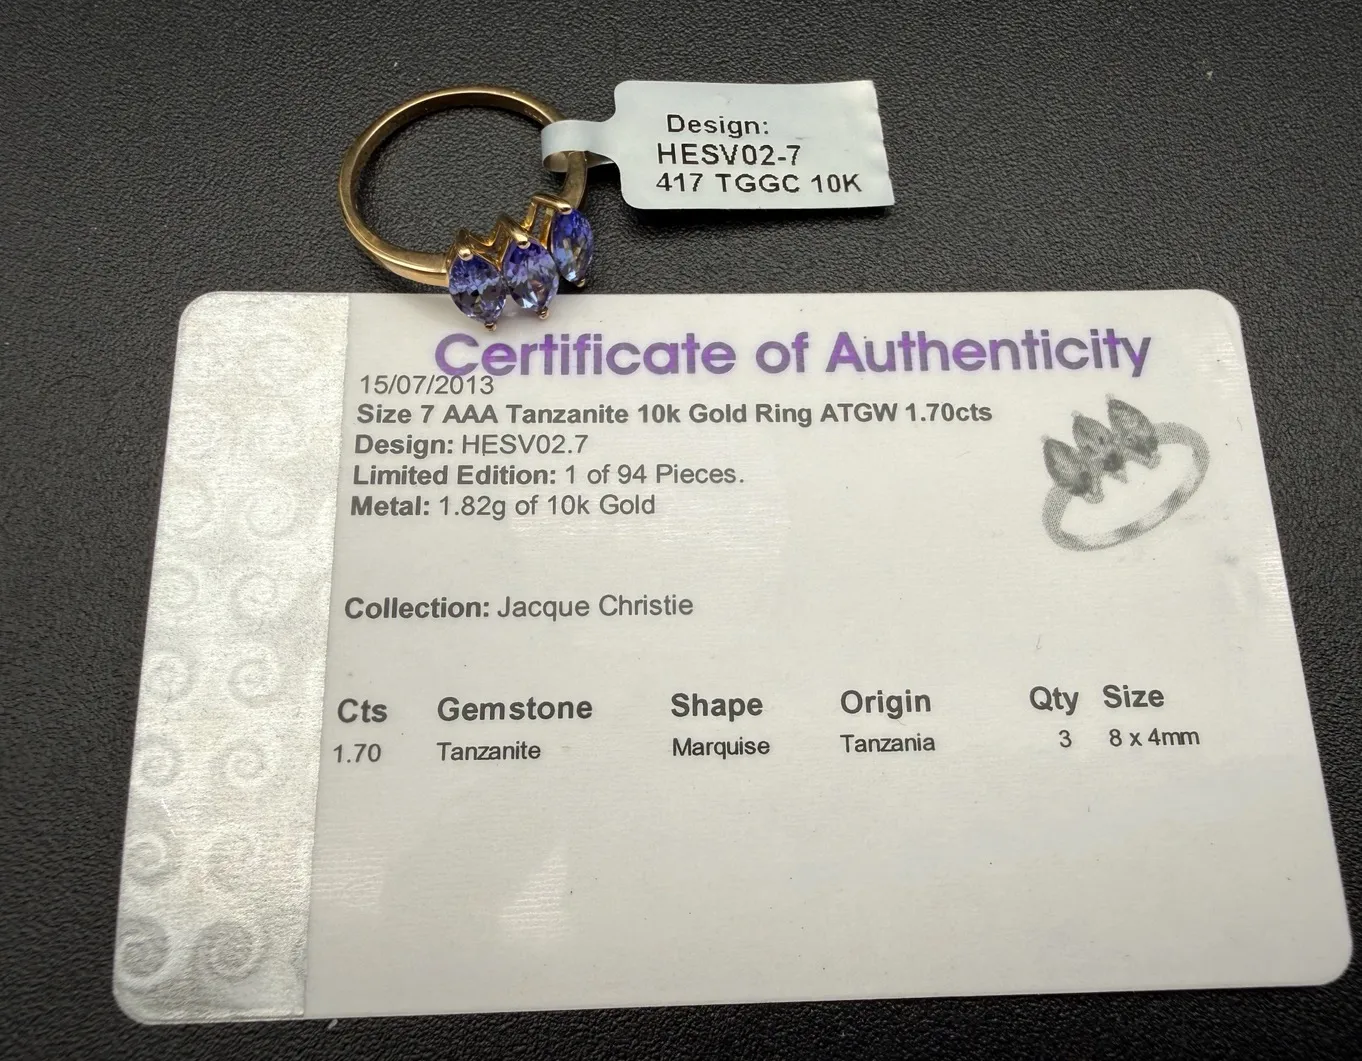 Design:
HESV02-7
417 TGGC 10K
Certificate of Authenticity
15/07/2013
Size 7 AAA Tanzanite 10k Gold Ring ATGW 1.70cts
Design: HESV02.7
Limited Edition: 1 of 94 Pieces.
Metal: 1.82g of 10k Gold
Collection: Jacque Christie
Cts Gemstone Shape Origin Qty Size
1.70 Tanzanite Marquise Tanzania 3 8 x 4mm